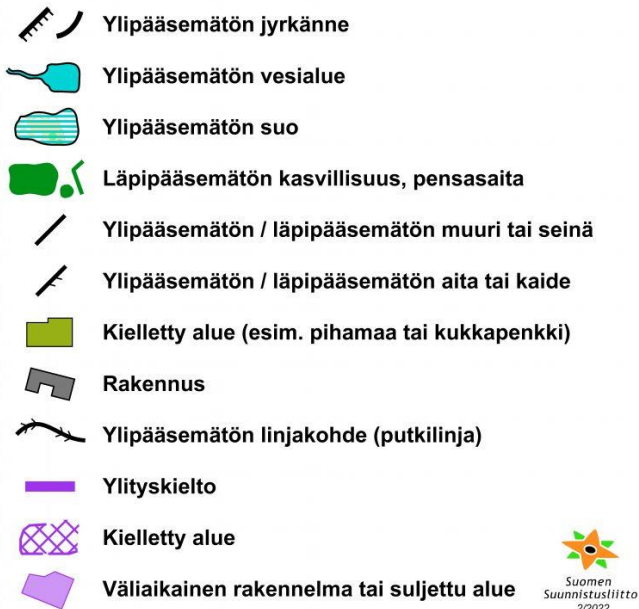 Ylipääsemätön jyrkänne
Ylipääsemätön vesialue
Ylipääsemätön suo
Läpipääsemätön kasvillisuus, pensasaita
Ylipääsemätön / läpipääsemätön muuri tai seinä
Ylipääsemätön / läpipääsemätön aita tai kaide
Kielletty alue (esim. pihamaa tai kukkapenkki)
Rakennus
Ylipääsemätön linjakohde (putkilinja)
Ylityskielto
Kielletty alue
Väliaikainen rakennelma tai suljettu alue
Suomen
Suunnistusliitto
2/2022